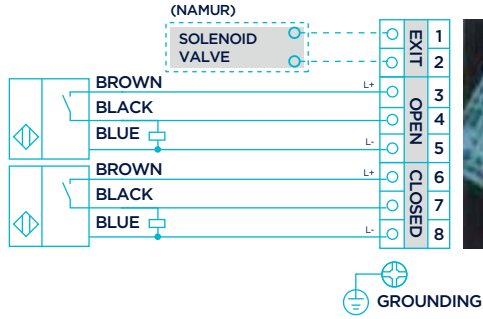 (NAMUR)
SOLENOID
VALVE
EXIT
1
2
BROWN
L+
3
BLACK
OPEN
4
BLUE
L-
5
BROWN
L+
6
BLACK
CLOSED
7
BLUE
L-
8
GROUNDING